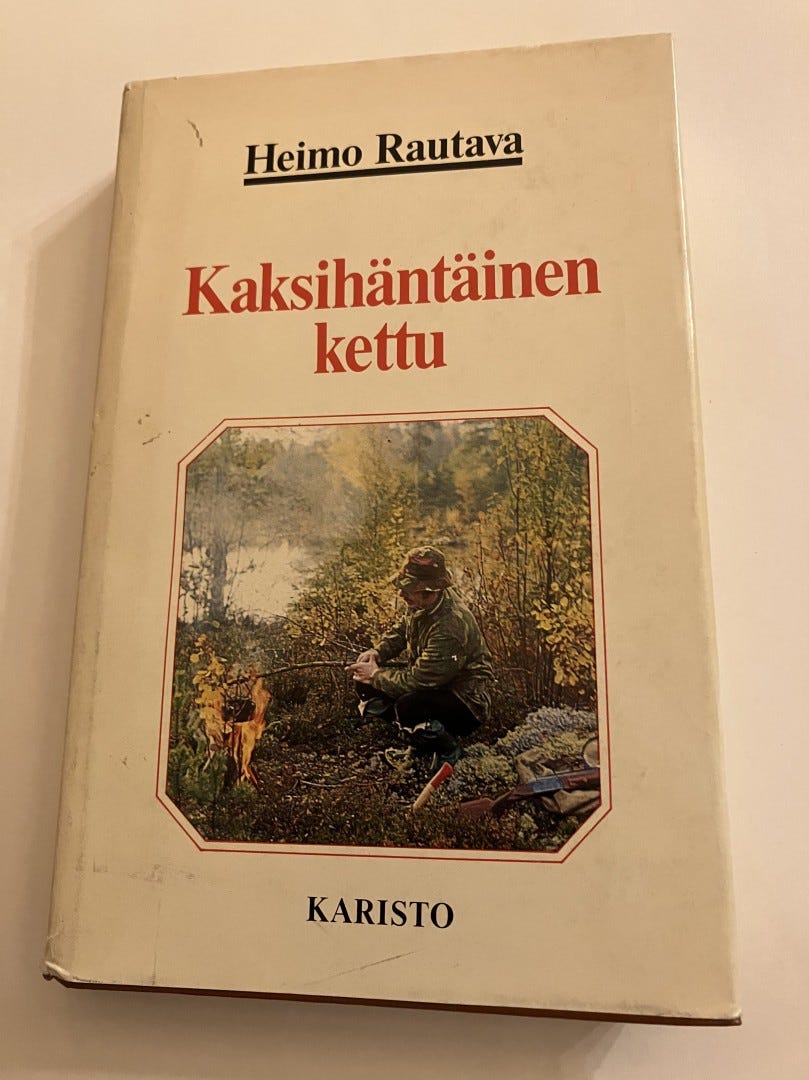 Heimo Rautava
Kaksihäntäinen
kettu
KARISTO